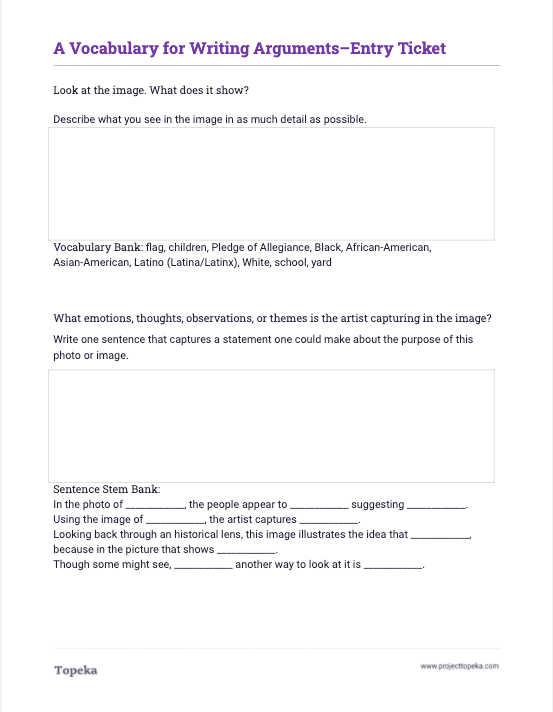 A Vocabulary for Writing Arguments–Entry Ticket
Look at the image. What does it show?
Describe what you see in the image in as much detail as possible.
Vocabulary Bank: flag, children, Pledge of Allegiance, Black, African-American,
Asian-American, Latino (Latina/Latinx), White, school, yard
What emotions, thoughts, observations, or themes is the artist capturing in the image?
Write one sentence that captures a statement one could make about the purpose of this
photo or image.
Sentence Stem Bank:
In the photo of ___________, the people appear to ___________ suggesting ___________.
Using the image of ___________, the artist captures ___________.
Looking back through an historical lens, this image illustrates the idea that ___________,
because in the picture that shows ___________.
Though some might see, ___________ another way to look at it is ___________.
Topeka
www.projecttopeka.com